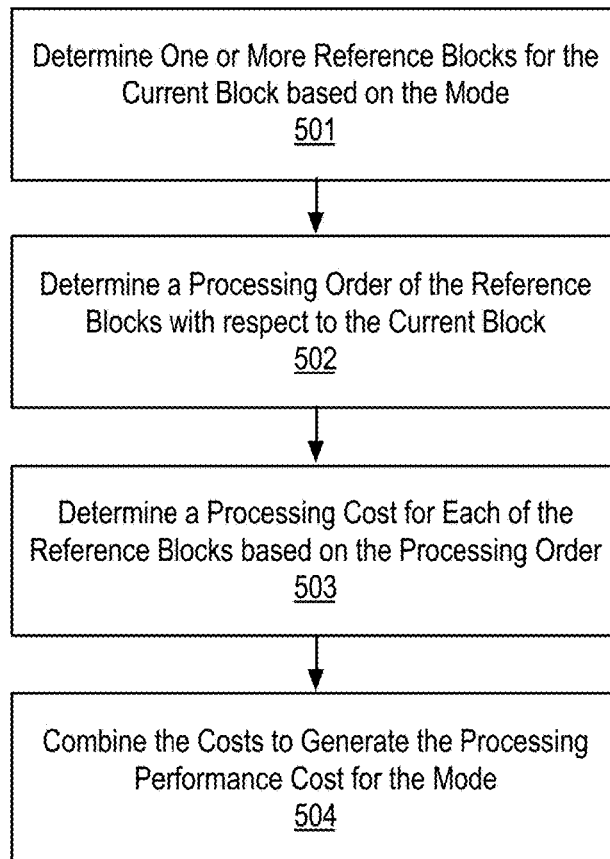 Determine One or More Reference Blocks for the
Current Block based on the Mode
501
Determine a Processing Order of the Reference
Blocks with respect to the Current Block
502
Determine a Processing Cost for Each of the
Reference Blocks based on the Processing Order
503
Combine the Costs to Generate the Processing
Performance Cost for the Mode
504